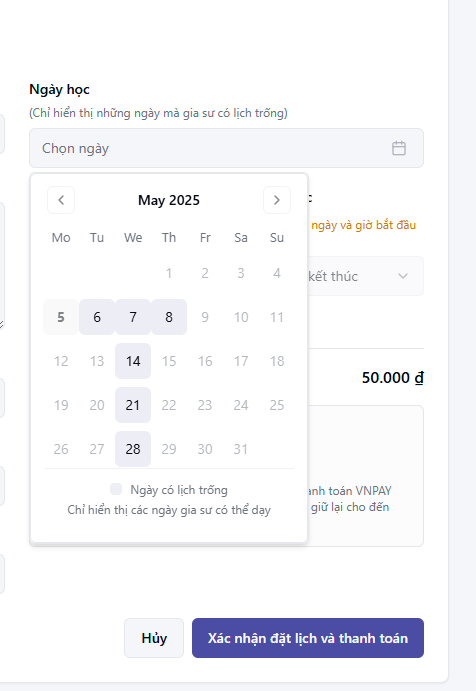 Ngày học
(Chỉ hiển thị những ngày mà gia sư có lịch trống)
Chọn ngày
May 2025
Mo Tu We Th Fr Sa Su
1 2 3 4
5 6 7 8 9 10 11
12 13 14 15 16 17 18
19 20 21 22 23 24 25
26 27 28 29 30 31
Ngày có lịch trống
Chỉ hiển thị các ngày gia sư có thể dạy
ngày và giờ bắt đầu
kết thúc
50.000 ₫
anh toán VNPAY
giữ lại cho đến
Hủy
Xác nhận đặt lịch và thanh toán